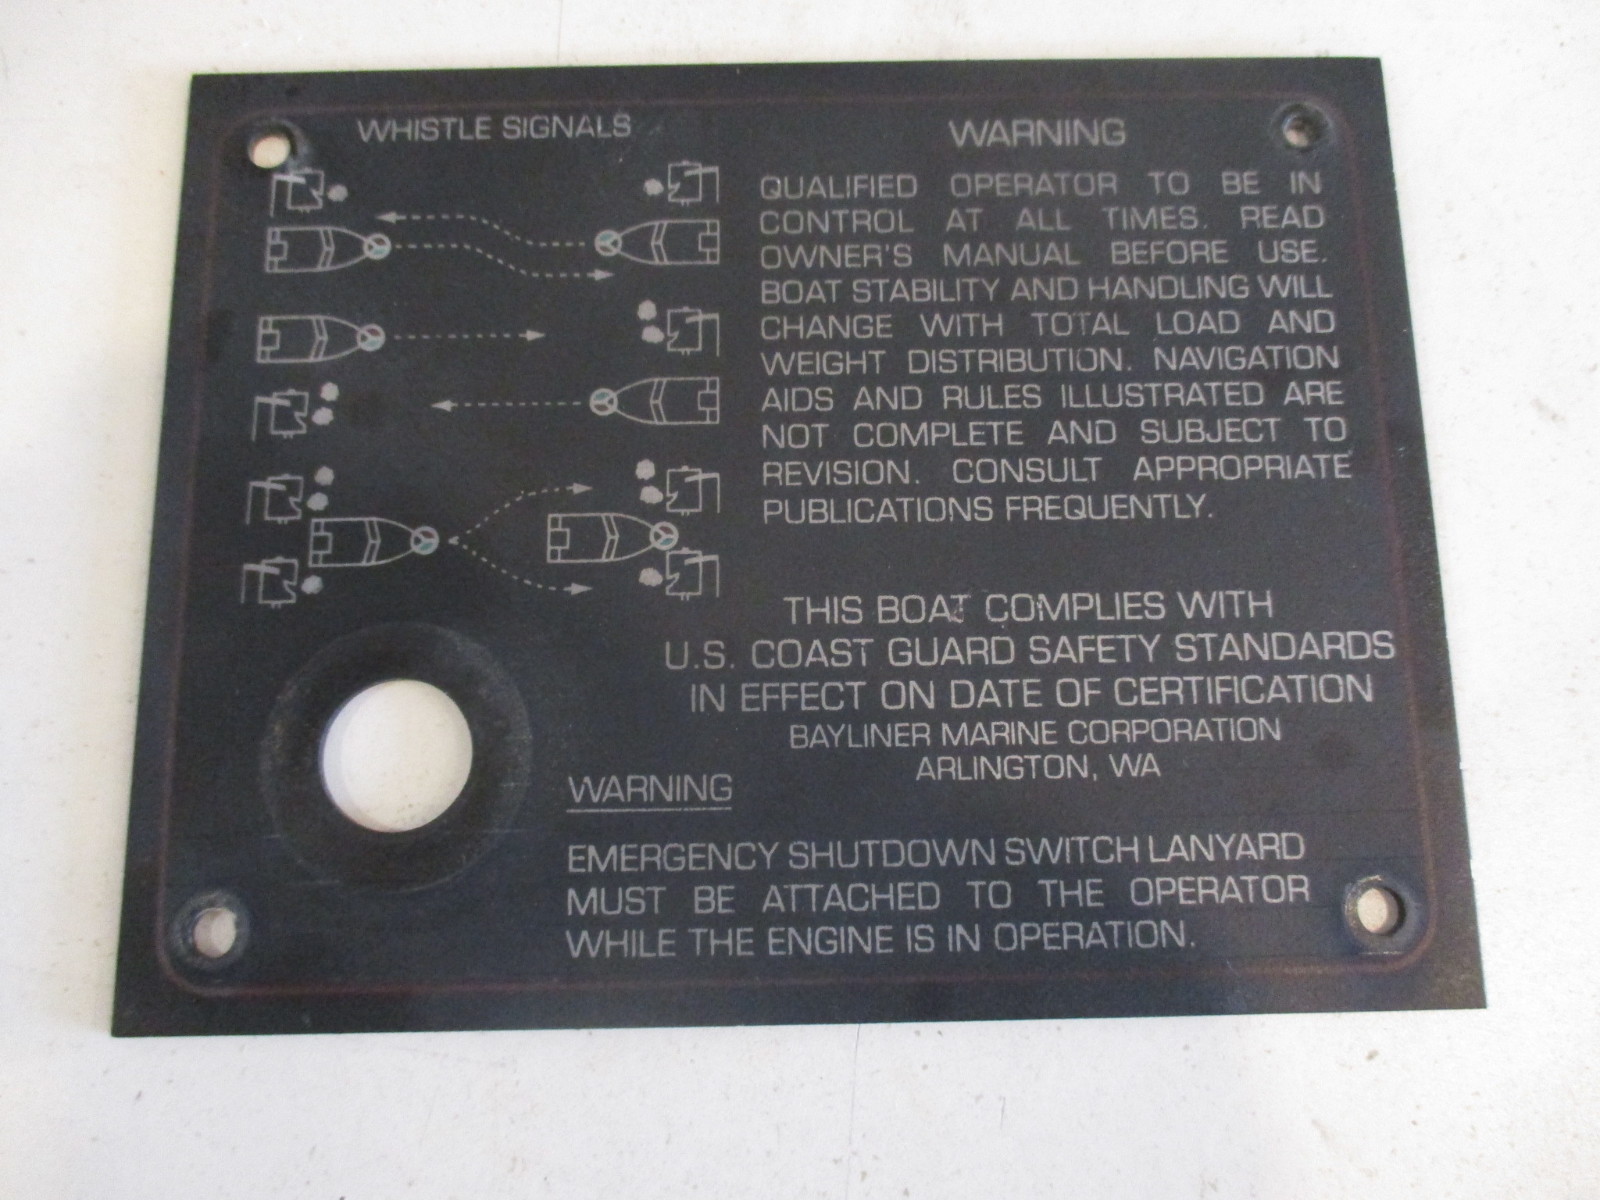 WHISTLE SIGNALS
WARNING
QUALIFIED OPERATOR TO BE IN
CONTROL AT ALL TIMES. READ
OWNER'S MANUAL BEFORE USE.
BOAT STABILITY AND HANDLING WILL
CHANGE WITH TOTAL LOAD AND
WEIGHT DISTRIBUTION. NAVIGATION
AIDS AND RULES ILLUSTRATED ARE
NOT COMPLETE AND SUBJECT TO
REVISION. CONSULT APPROPRIATE
PUBLICATIONS FREQUENTLY.
THIS BOAT COMPLIES WITH
U.S. COAST GUARD SAFETY STANDARDS
IN EFFECT ON DATE OF CERTIFICATION
BAYLINER MARINE CORPORATION
ARLINGTON, WA
WARNING
EMERGENCY SHUTDOWN SWITCH LANYARD
MUST BE ATTACHED TO THE OPERATOR
WHILE THE ENGINE IS IN OPERATION.